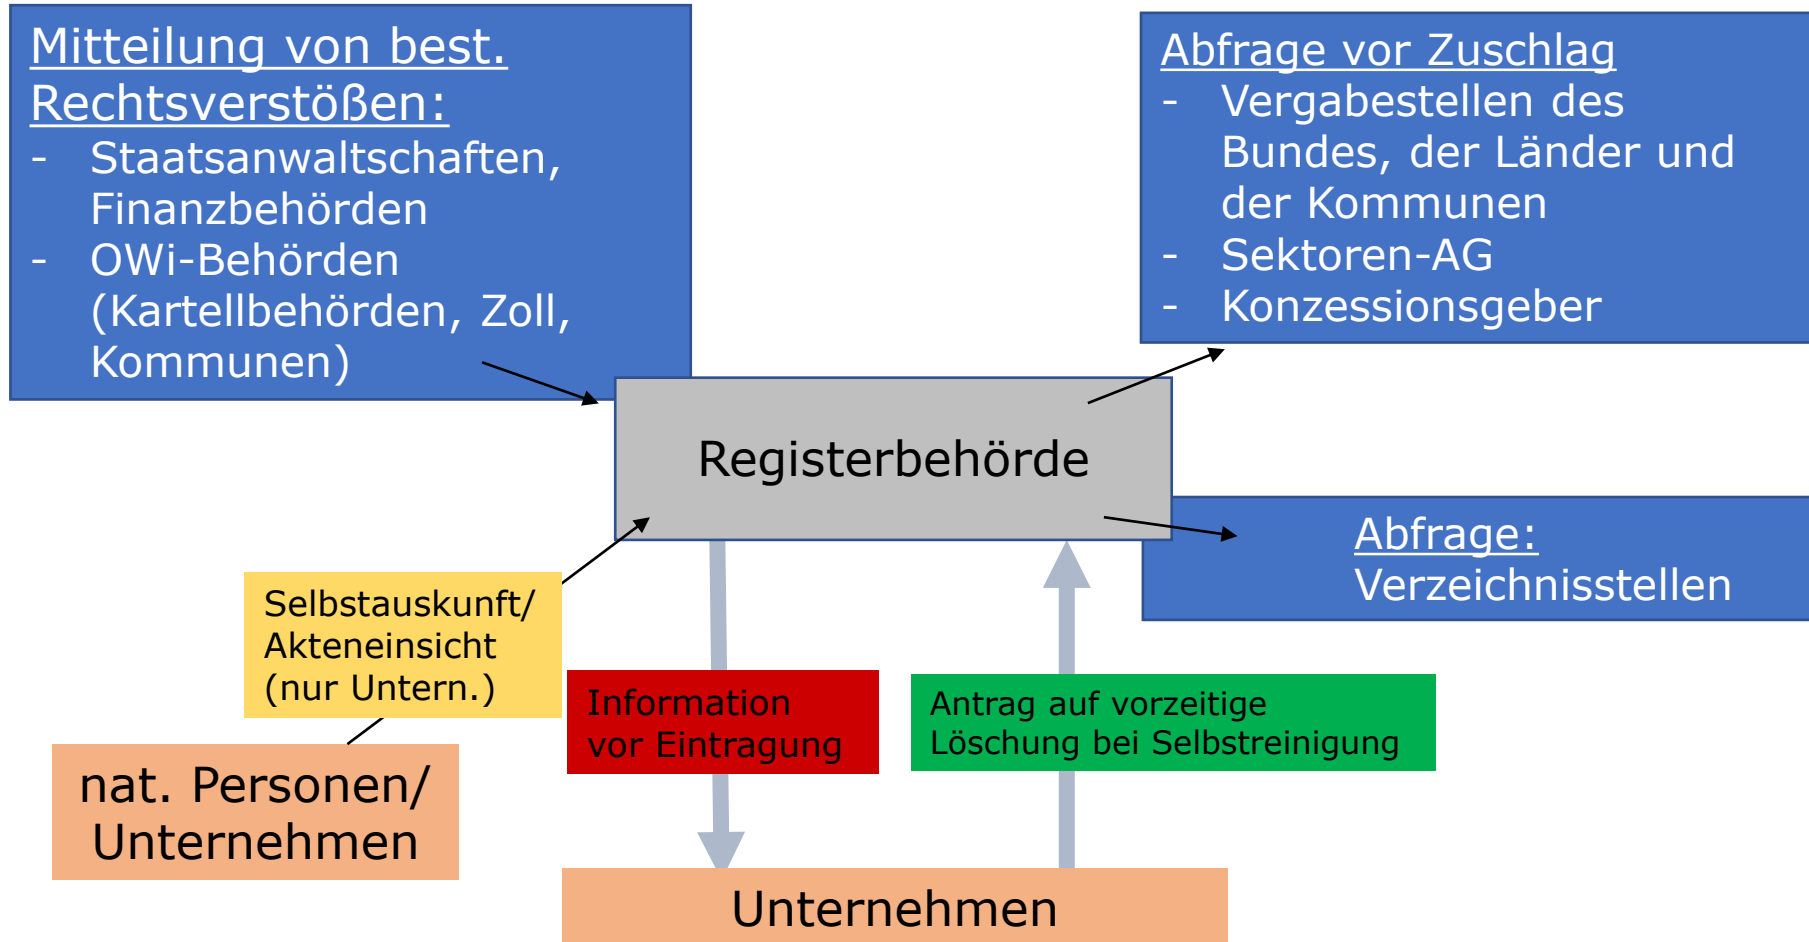 Mitteilung von best.
Rechtsverstößen:
- Staatsanwaltschaften,
Finanzbehörden
- OWi-Behörden
(Kartellbehörden, Zoll,
Kommunen)
Abfrage vor Zuschlag
- Vergabestellen des
Bundes, der Länder und
der Kommunen
- Sektoren-AG
- Konzessionsgeber
Registerbehörde
Abfrage:
Verzeichnisstellen
Selbstauskunft/
Akteneinsicht
(nur Untern.)
Information
vor Eintragung
Antrag auf vorzeitige
Löschung bei Selbstreinigung
nat. Personen/
Unternehmen
Unternehmen